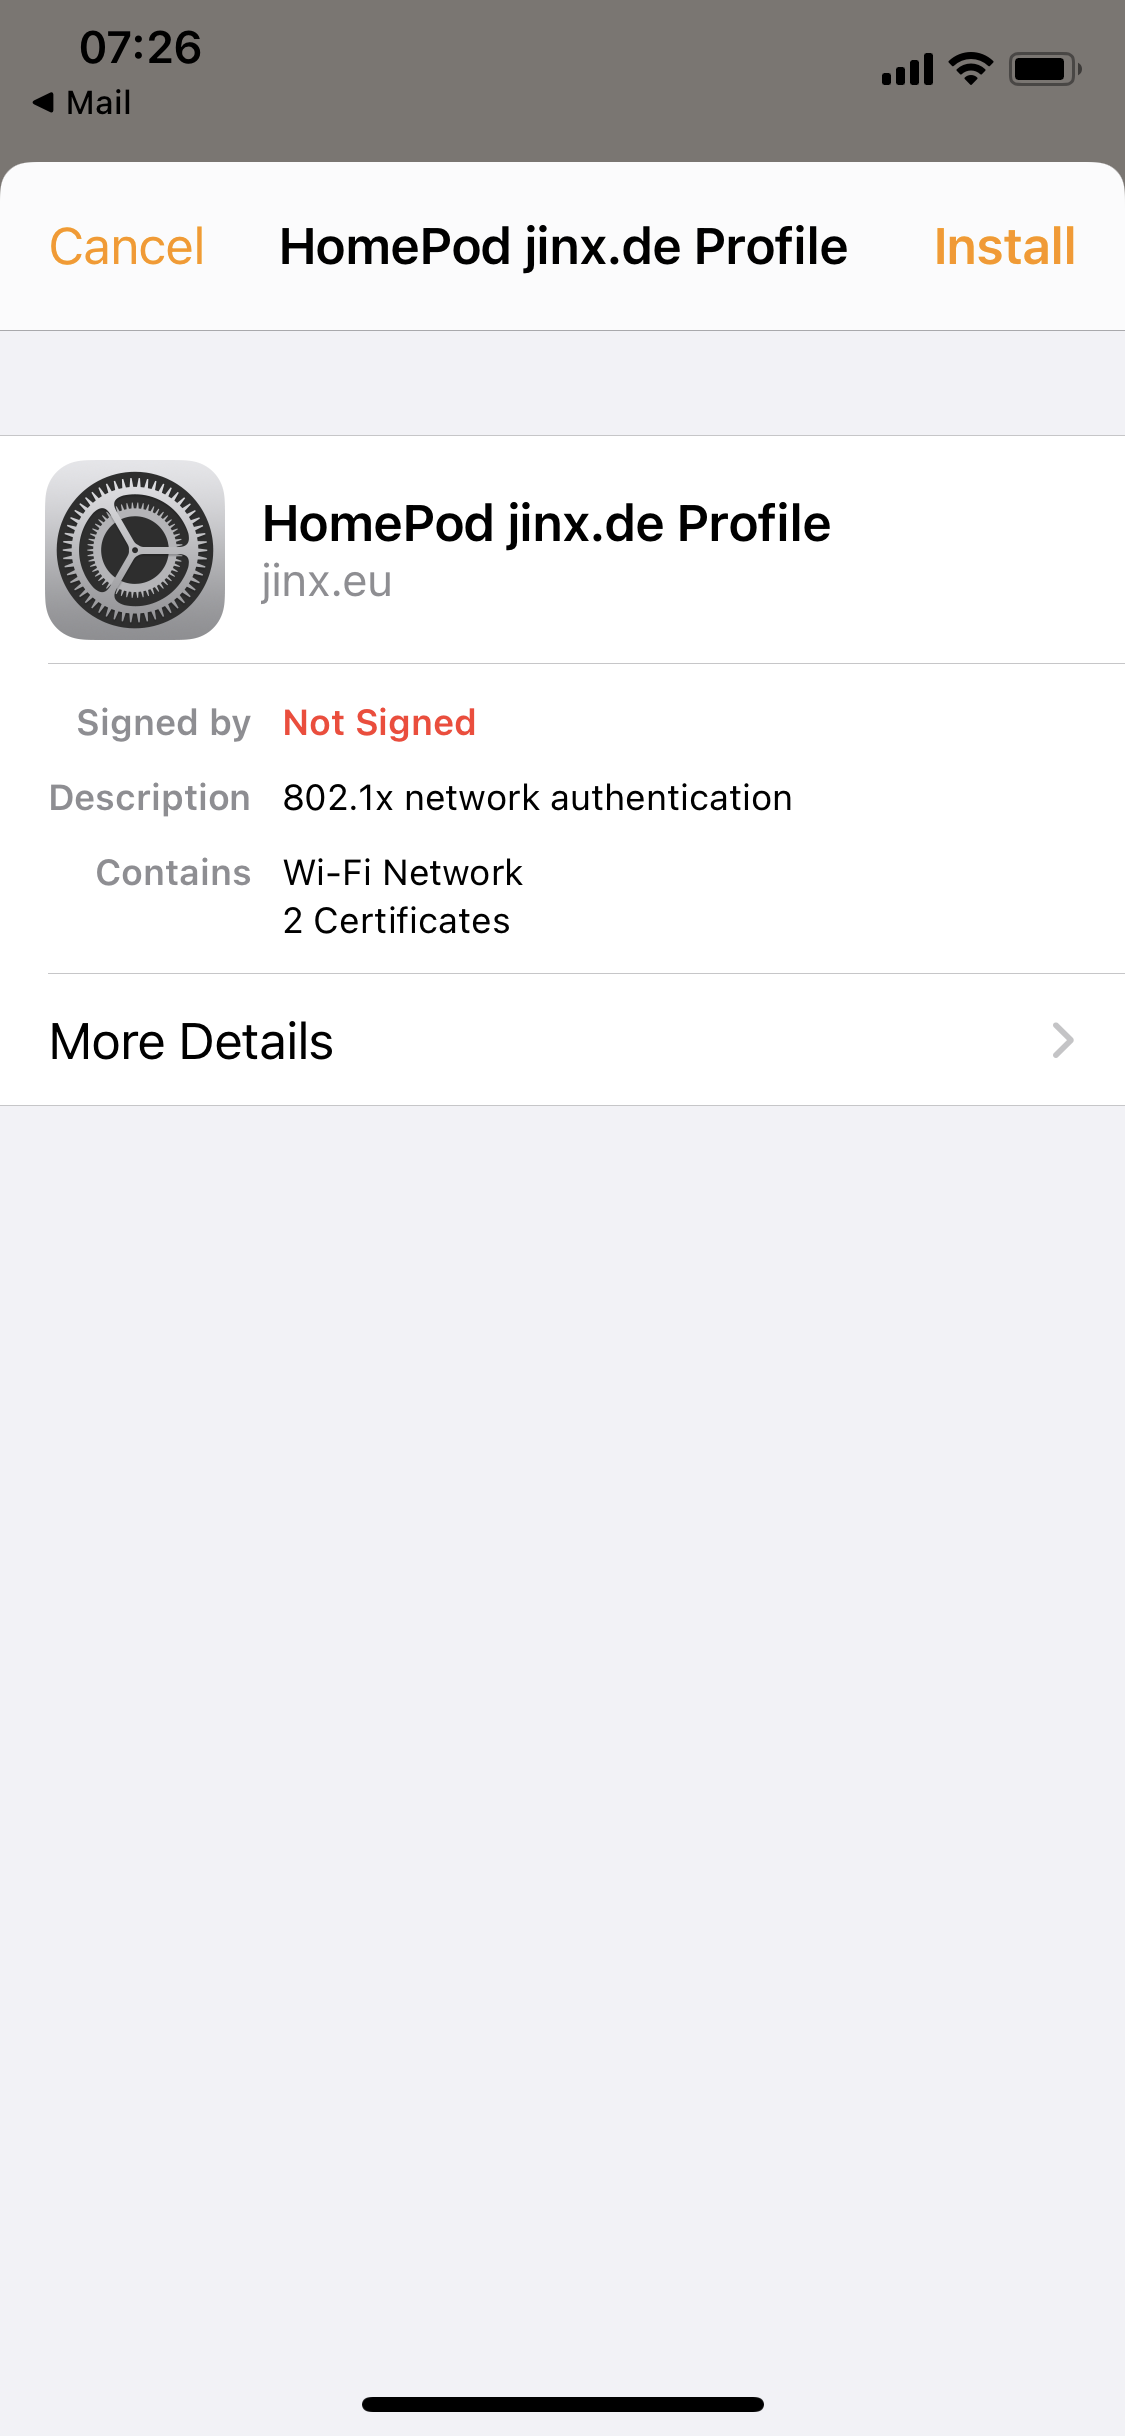 07:26
◀ Mail
Cancel HomePod jinx.de Profile Install
HomePod jinx.de Profile
jinx.eu
Signed by Not Signed
Description 802.1x network authentication
Contains Wi-Fi Network
2 Certificates
More Details